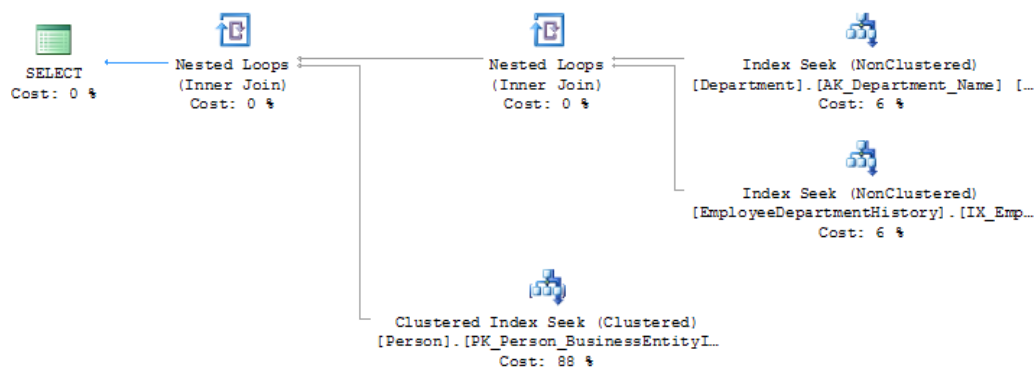 SELECT
Cost: 0 %
Nested Loops
(Inner Join)
Cost: 0 %
Nested Loops
(Inner Join)
Cost: 0 %
Index Seek (NonClustered)
[Department].[AK_Department_Name] […
Cost: 6 %
Index Seek (NonClustered)
[EmployeeDepartmentHistory].[IX_Emp…
Cost: 6 %
Clustered Index Seek (Clustered)
[Person].[PK_Person_BusinessEntityI…
Cost: 88 %